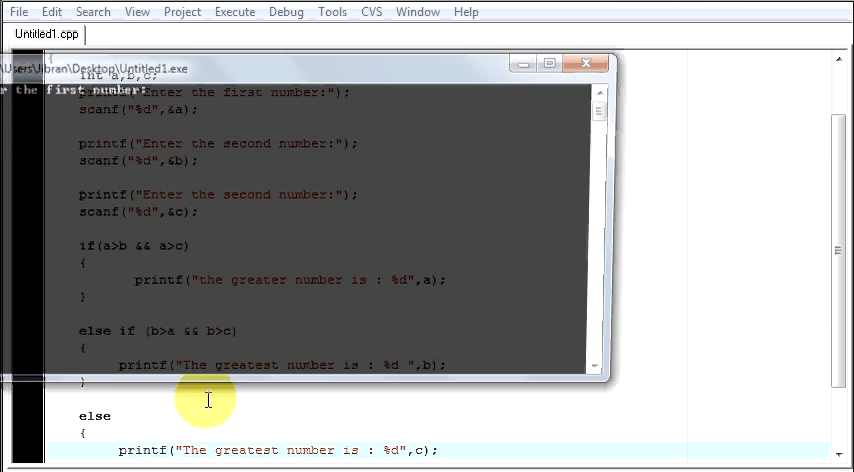 File Edit Search View Project Execute Debug Tools CVS Window Help
Untitled1.cpp
{
\Users\Jibran\Desktop\Untitled1.exe
int a,b,c;
r the first number:
printf("Enter the first number:");
scanf("%d",&a);
printf("Enter the second number:");
scanf("%d",&b);
printf("Enter the second number:");
scanf("%d",&c);
if(a>b && a>c)
{
printf("the greater number is : %d",a);
}
else if (b>a && b>c)
{
printf("The greatest number is : %d ",b);
}
else
{
printf("The greatest number is : %d",c);